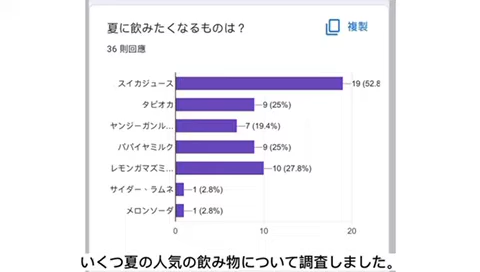 夏に飲みたくなるものは？
複製
36 則回應
スイカジュース
19 (52.8%
タピオカ
9 (25%)
ヤンジーガンル...
7 (19.4%)
パパイヤミルク
9 (25%)
レモンガマズミ...
10 (27.8%)
サイダー・ラムネ
1 (2.8%)
メロンソーダ
1 (2.8%)
0
10
20
いくつ夏の人気の飲み物について調査しました。